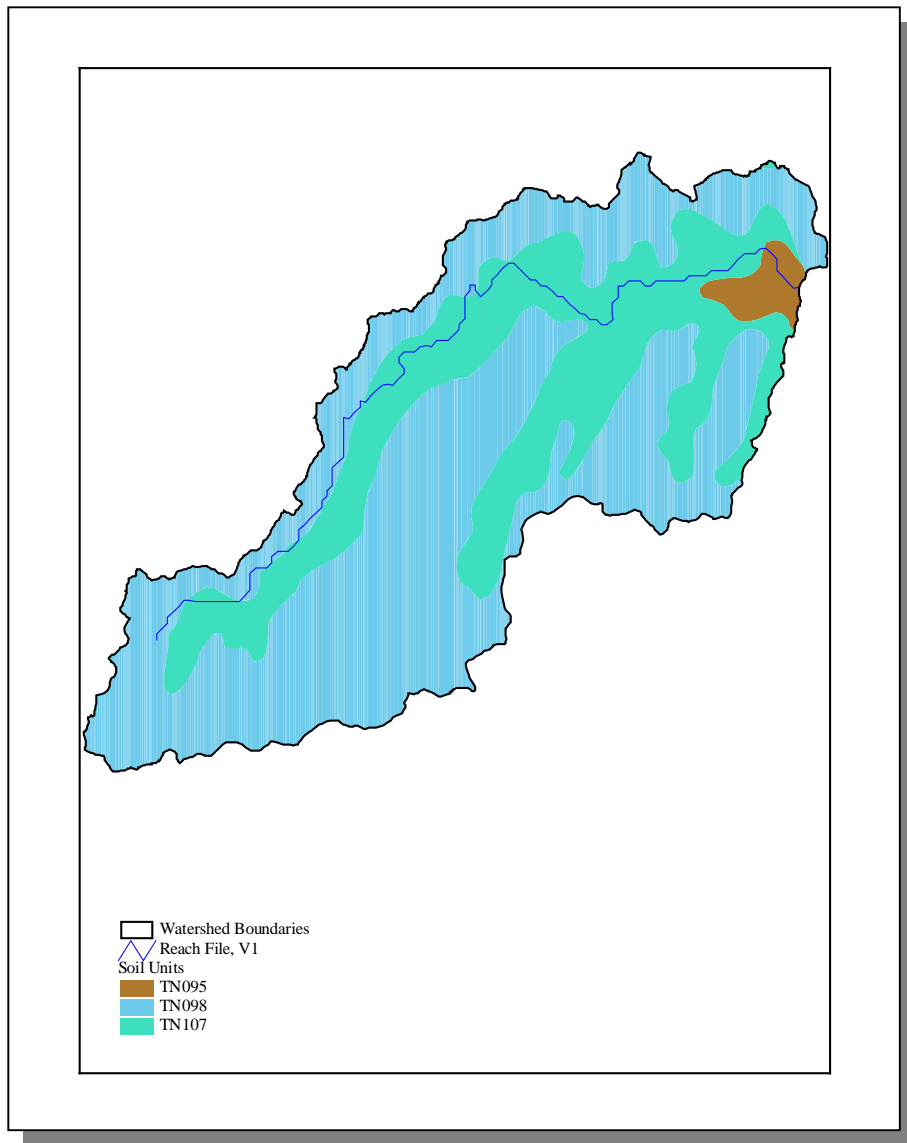 Watershed Boundaries
Reach File, V1
Soil Units
TN095
TN098
TN107